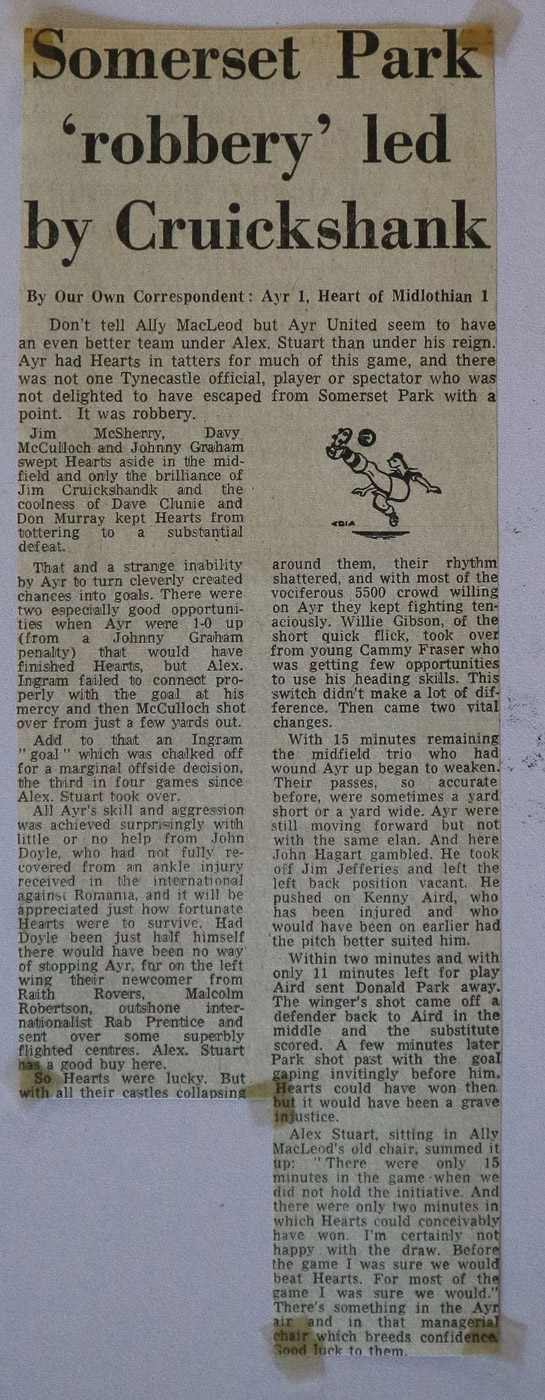 Somerset Park
‘robbery’ led
by Cruickshank
By Our Own Correspondent: Ayr 1, Heart of Midlothian 1
Don't tell Ally MacLeod but Ayr United seem to have
an even better team under Alex. Stuart than under his reign.
Ayr had Hearts in tatters for much of this game, and there
was not one Tynecastle official, player or spectator who was
not delighted to have escaped from Somerset Park with a
point. It was robbery.
Jim McSherry, Davy
McCulloch and Johnny Graham
swept Hearts aside in the mid-
field and only the brilliance of
Jim Cruickshandk and the
coolness of Dave Clunie and
Don Murray kept Hearts from
tottering to a substantial
defeat.
That and a strange inability
by Ayr to turn cleverly created
chances into goals. There were
two especially good opportuni-
ties when Ayr were 1-0 up
(from a Johnny Graham
penalty) that would have
finished Hearts, but Alex.
Ingram failed to connect pro-
perly with the goal at his
mercy and then McCulloch shot
over from just a few yards out.
Add to that an Ingram
"goal" which was chalked off
for a marginal offside decision,
the third in four games since
Alex. Stuart took over.
All Ayr's skill and aggression
was achieved surprisingly with
little or no help from John
Doyle, who had not fully re-
covered from an ankle injury
received in the international
against Romania, and it will be
appreciated just how fortunate
Hearts were to survive. Had
Doyle been just half himself
there would have been no way
of stopping Ayr, for on the left
wing their newcomer from
Raith Rovers, Malcolm
Robertson, outshone inter-
nationalist Rab Prentice and
sent over some superbly
flighted centres. Alex. Stuart
has a good buy here.
So Hearts were lucky. But
with all their castles collapsing
around them, their rhythm
shattered, and with most of the
vociferous 5500 crowd willing
on Ayr they kept fighting ten-
aciously. Willie Gibson, of the
short quick flick, took over
from young Cammy Fraser who
was getting few opportunities
to use his heading skills. This
switch didn't make a lot of dif-
ference. Then came two vital
changes.
With 15 minutes remaining
the midfield trio who had
wound Ayr up began to weaken.
Their passes, so accurate
before, were sometimes a yard
short or a yard wide. Ayr were
still moving forward but not
with the same elan. And here
John Hagart gambled. He took
off Jim Jefferies and left the
left back position vacant. He
pushed on Kenny Aird, who
has been injured and who
would have been on earlier had
the pitch better suited him.
Within two minutes and with
only 11 minutes left for play
Aird sent Donald Park away.
The winger's shot came off a
defender back to Aird in the
middle and the substitute
scored. A few minutes later
Park shot past with the goal
gaping invitingly before him.
Hearts could have won then
but it would have been a grave
injustice.
Alex Stuart, sitting in Ally
MacLeod's old chair, summed it
up: "There were only 15
minutes in the game when we
did not hold the initiative. And
there were only two minutes in
which Hearts could conceivably
have won. I'm certainly not
happy with the draw. Before
the game I was sure we would
beat Hearts. For most of the
game I was sure we would."
There's something in the Ayr
air and in that managerial
chair which breeds confidence.
Good luck to them.